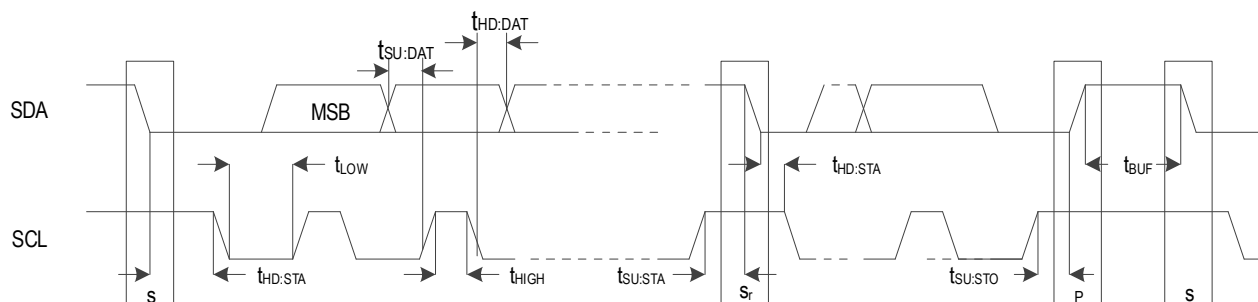 tHD:DAT
tSU:DAT
SDA
MSB
tLOW
tHD:STA
tBUF
SCL
tHD:STA
tHIGH
tSU:STA
tSU:STO
S
Sr
P
S